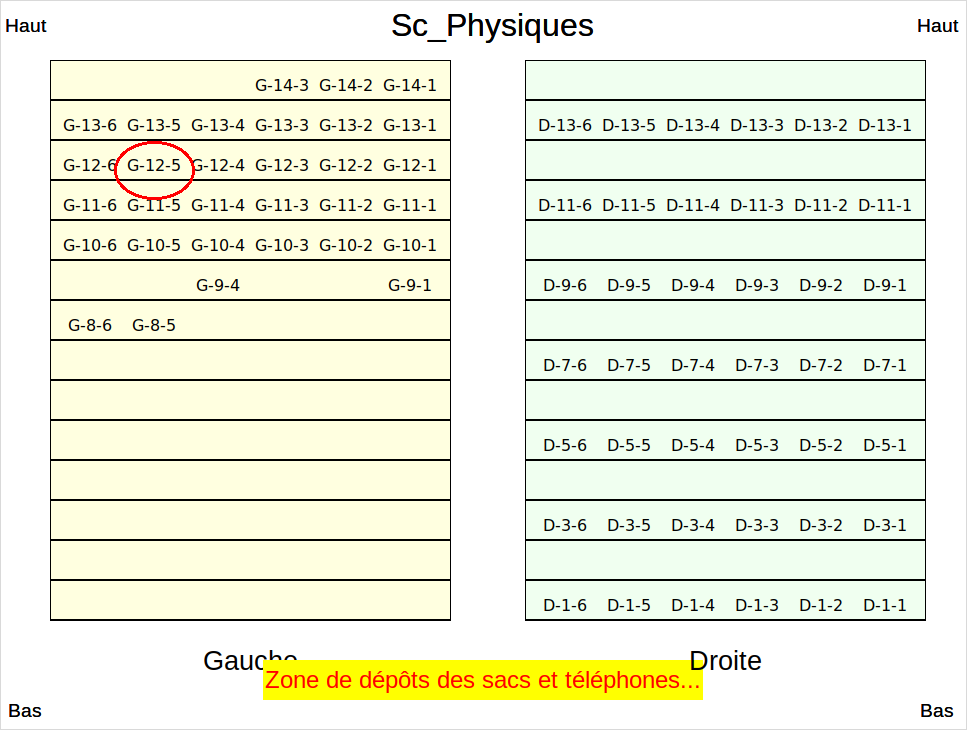 Haut Sc_Physiques Haut
G-14-3 G-14-2 G-14-1
G-13-6 G-13-5 G-13-4 G-13-3 G-13-2 G-13-1
G-12-6 G-12-5 G-12-4 G-12-3 G-12-2 G-12-1
G-11-6 G-11-5 G-11-4 G-11-3 G-11-2 G-11-1
G-10-6 G-10-5 G-10-4 G-10-3 G-10-2 G-10-1
G-9-4 G-9-1
G-8-6 G-8-5
D-13-6 D-13-5 D-13-4 D-13-3 D-13-2 D-13-1
D-11-6 D-11-5 D-11-4 D-11-3 D-11-2 D-11-1
D-9-6 D-9-5 D-9-4 D-9-3 D-9-2 D-9-1
D-7-6 D-7-5 D-7-4 D-7-3 D-7-2 D-7-1
D-5-6 D-5-5 D-5-4 D-5-3 D-5-2 D-5-1
D-3-6 D-3-5 D-3-4 D-3-3 D-3-2 D-3-1
D-1-6 D-1-5 D-1-4 D-1-3 D-1-2 D-1-1
Gauche Droite
Zone de dépôts des sacs et téléphones...
Bas Bas